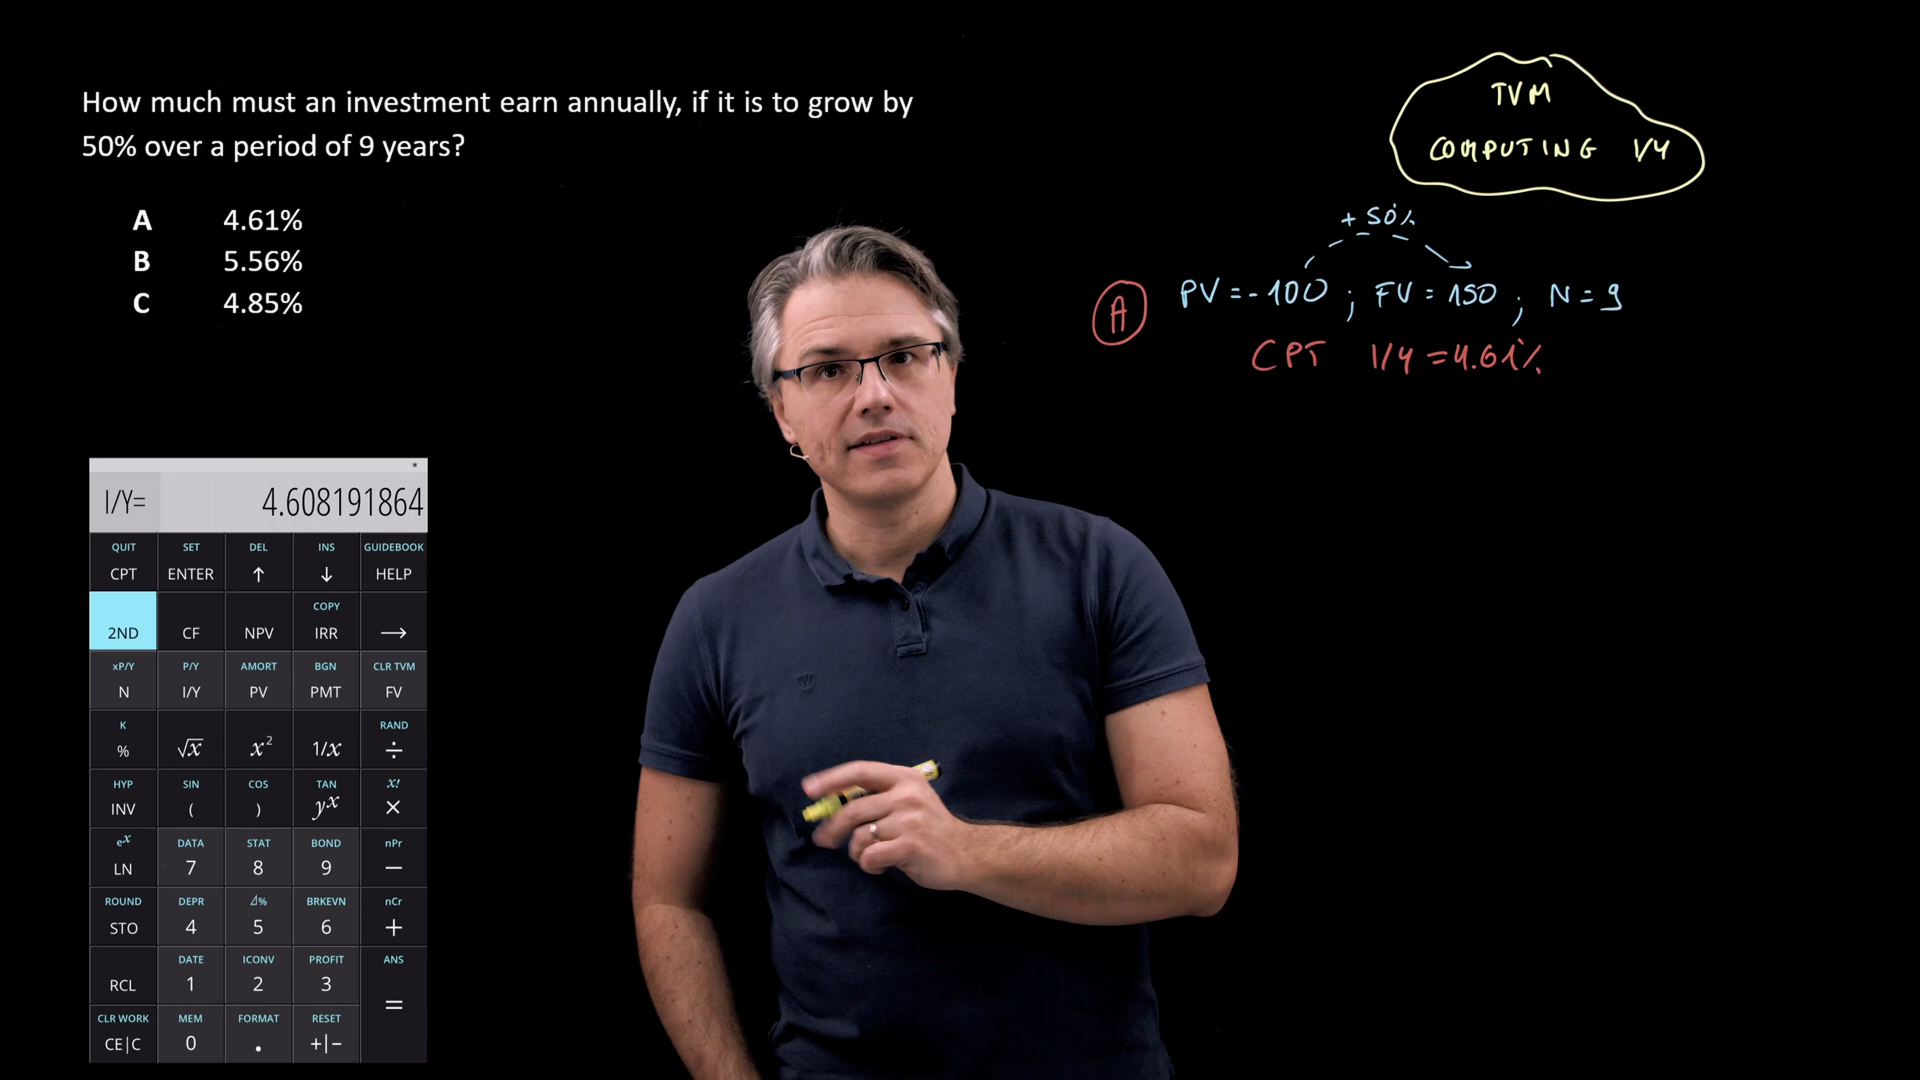 How much must an investment earn annually, if it is to grow by
50% over a period of 9 years?
A 4.61%
B 5.56%
C 4.85%
TVM
COMPUTING I/Y
+50%
A PV=-100 ; FV=150 ; N=9
CPT I/Y=4.61%
I/Y= 4.608191864
QUIT SET DEL INS GUIDEBOOK
CPT ENTER ↑ ↓ HELP
COPY
2ND CF NPV IRR →
xP/Y P/Y AMORT BGN CLR TVM
N I/Y PV PMT FV
K RAND
% √x x² 1/x ÷
HYP SIN COS TAN x!
INV ( ) yˣ ×
eˣ DATA STAT BOND nPr
LN 7 8 9 −
ROUND DEPR Δ% BRKEVN nCr
STO 4 5 6 +
DATE ICONV PROFIT ANS
RCL 1 2 3 =
CLR WORK MEM FORMAT RESET
CE|C 0 . +|−